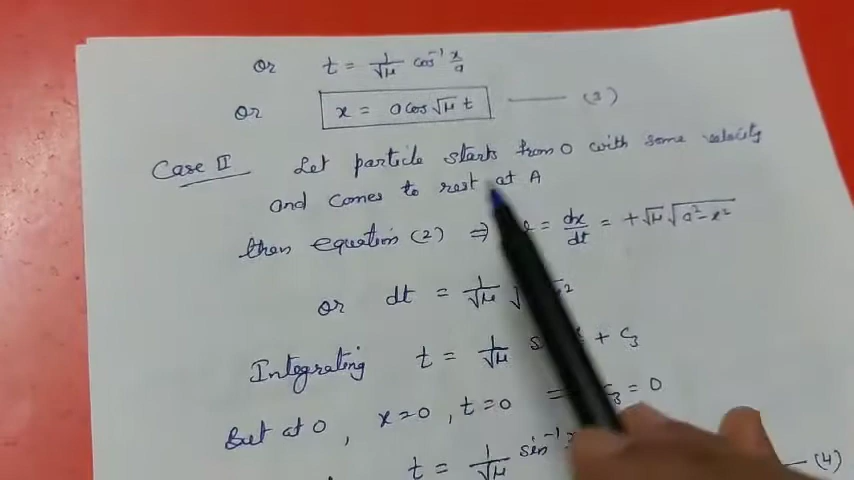 Or t = 1/√μ cos⁻¹ x/a
Or x = a cos √μ t (3)
Case II Let particle starts from O with some velocity
and comes to rest at A
then equation (2) ⇒ = dx/dt = + √μ √a² - x²
or dt = 1/√μ
Integrating t = 1/√μ + C₃
But at O, x = 0, t = 0 C₃ = 0
t = 1/√μ sin⁻¹ (4)